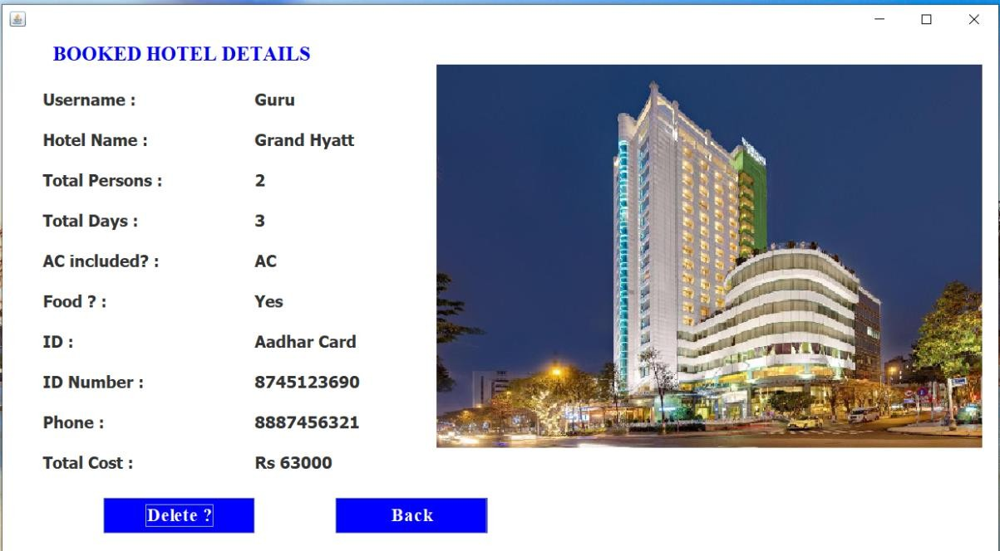 BOOKED HOTEL DETAILS
Username : Guru
Hotel Name : Grand Hyatt
Total Persons : 2
Total Days : 3
AC included? : AC
Food ? : Yes
ID : Aadhar Card
ID Number : 8745123690
Phone : 8887456321
Total Cost : Rs 63000
Delete ? Back